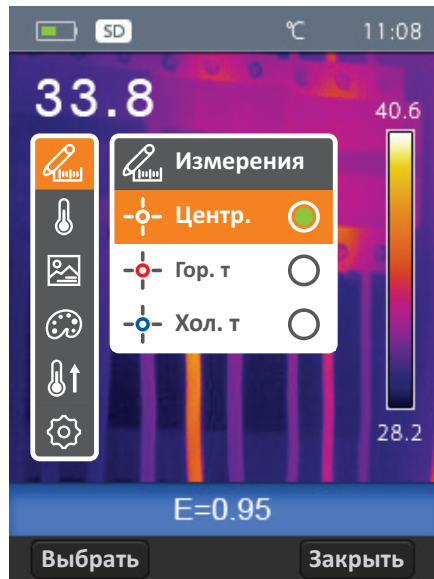 SD ℃ 11:08
33.8
40.6
Измерения
Центр.
Гор. т
Хол. т
28.2
E=0.95
Выбрать Закрыть